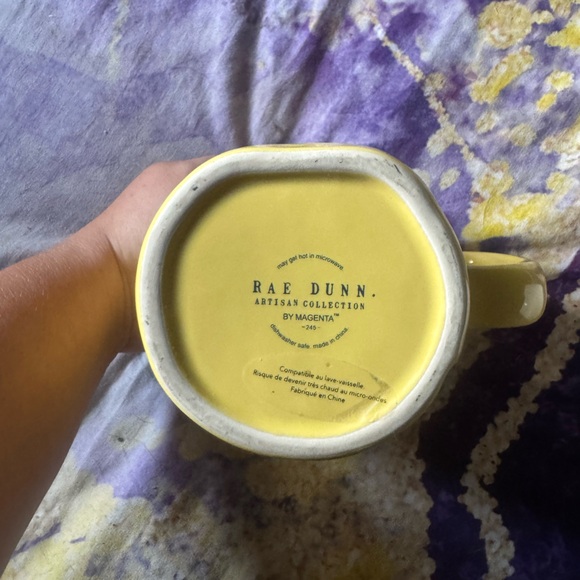 may get hot in microwave.
RAE DUNN.
ARTISAN COLLECTION
BY MAGENTA™
-246-
dishwasher safe. made in china.
Compatible au lave-vaisselle.
Risque de devenir très chaud au micro-ondes
Fabriqué en Chine